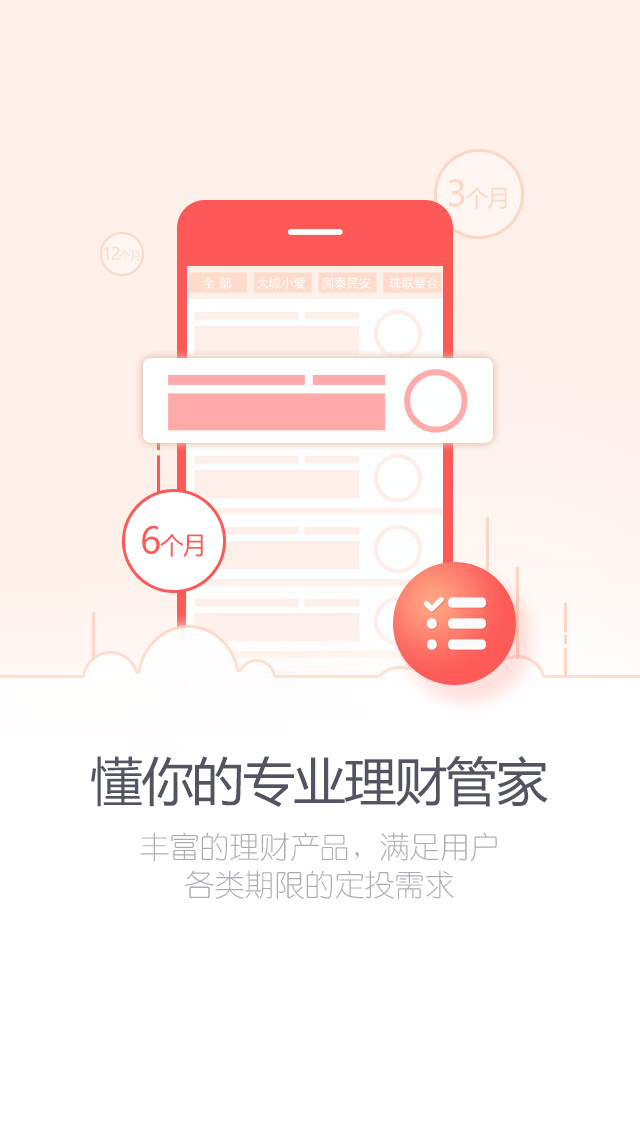 3个月
12个月
全 部 大城小爱 国泰民安 珠联璧合
6个月
懂你的专业理财管家
丰富的理财产品，满足用户
各类期限的定投需求